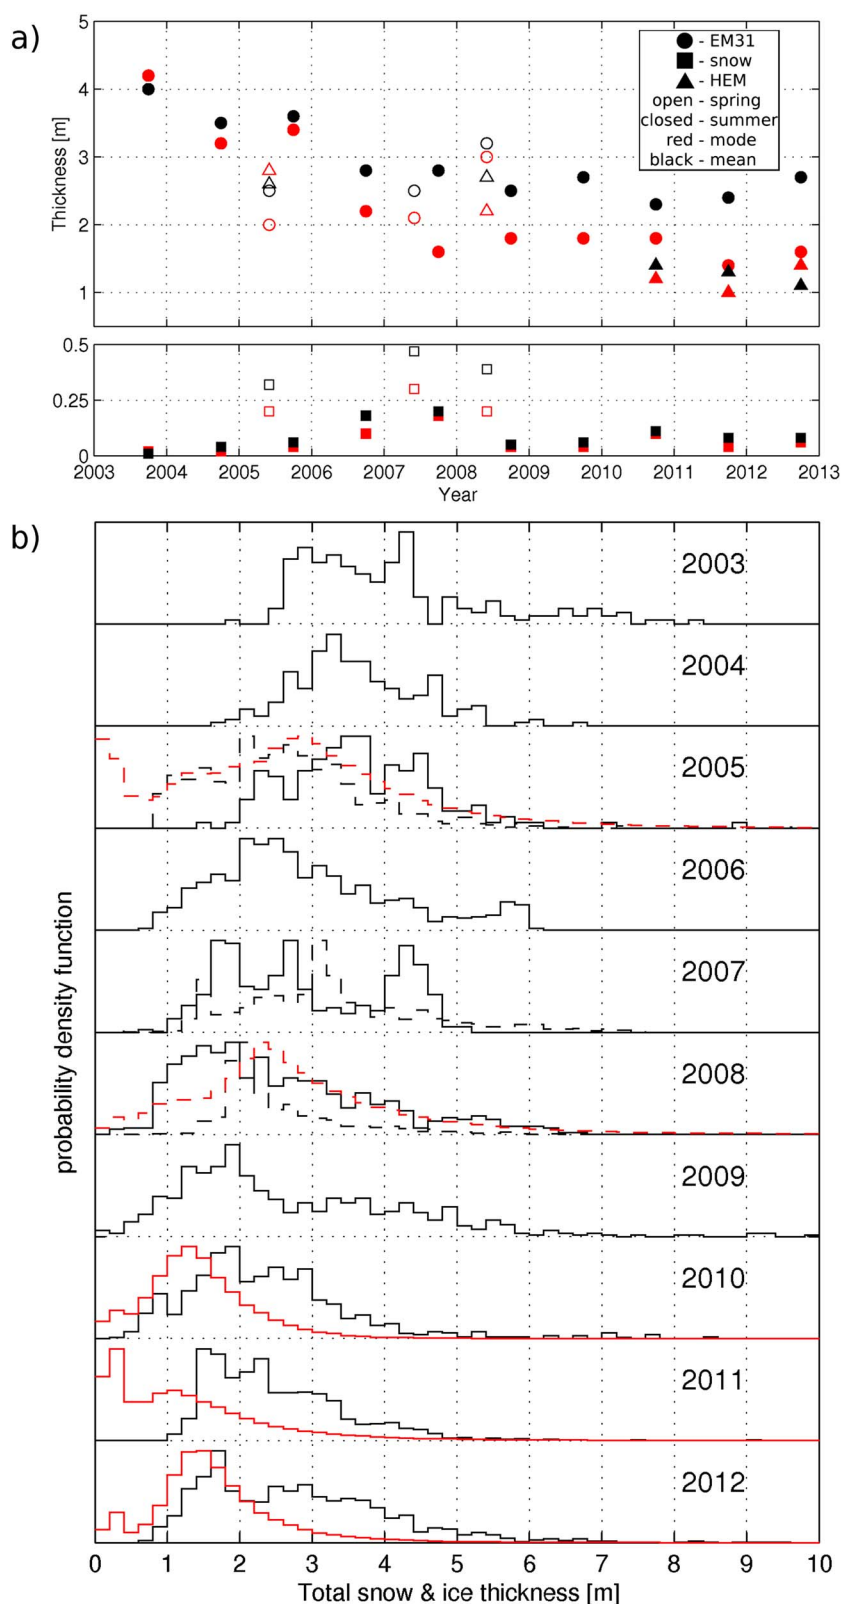 a)
5
4
3
2
1
Thickness [m]
- EM31
- snow
- HEM
open - spring
closed - summer
red - mode
black - mean
0.5
0.25
0
2003 2004 2005 2006 2007 2008 2009 2010 2011 2012 2013
Year
b)
probability density function
2003
2004
2005
2006
2007
2008
2009
2010
2011
2012
0 1 2 3 4 5 6 7 8 9 10
Total snow & ice thickness [m]